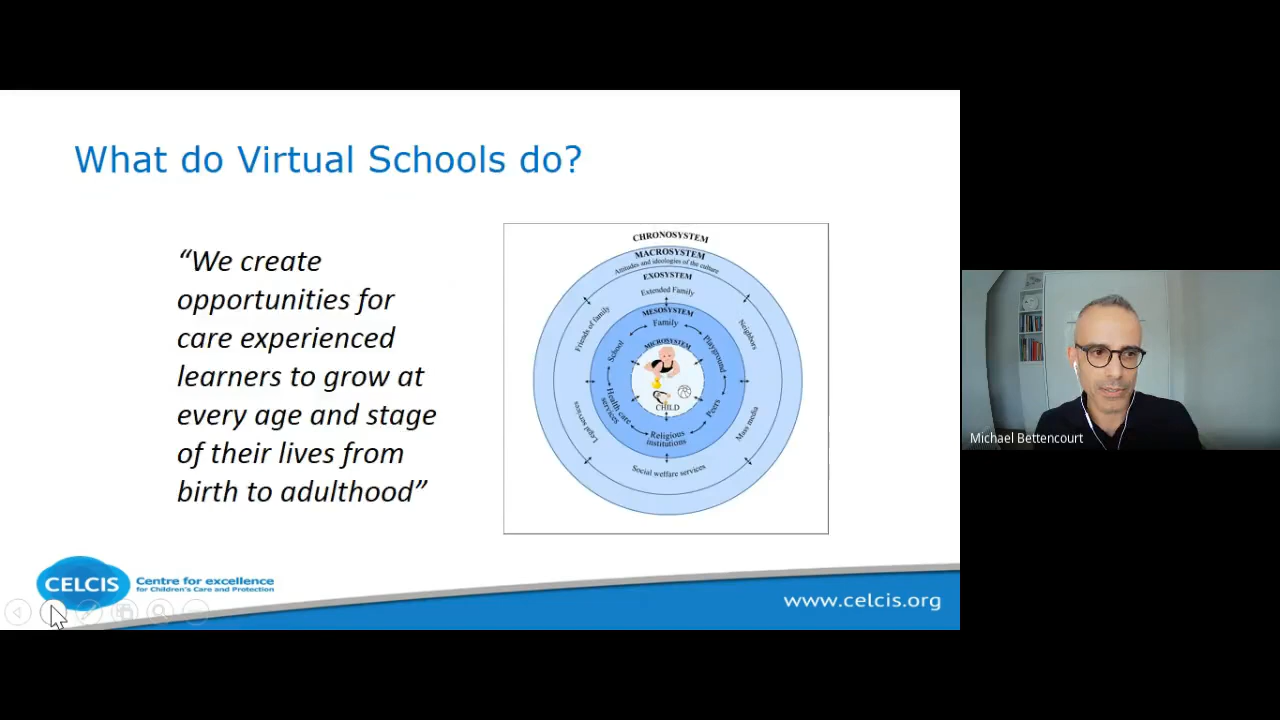 What do Virtual Schools do?
“We create
opportunities for
care experienced
learners to grow at
every age and stage
of their lives from
birth to adulthood”
CHRONOSYSTEM
MACROSYSTEM
Attitudes and ideologies of the culture
EXOSYSTEM
Extended Family
Friends of family
Neighbors
Legal services
Mass media
Social welfare services
MESOSYSTEM
Family
School
Playground
Health care
services
Peers
Religious
institutions
MICROSYSTEM
CHILD
CELCIS
Centre for excellence
for Children's Care and Protection
www.celcis.org
Michael Bettencourt